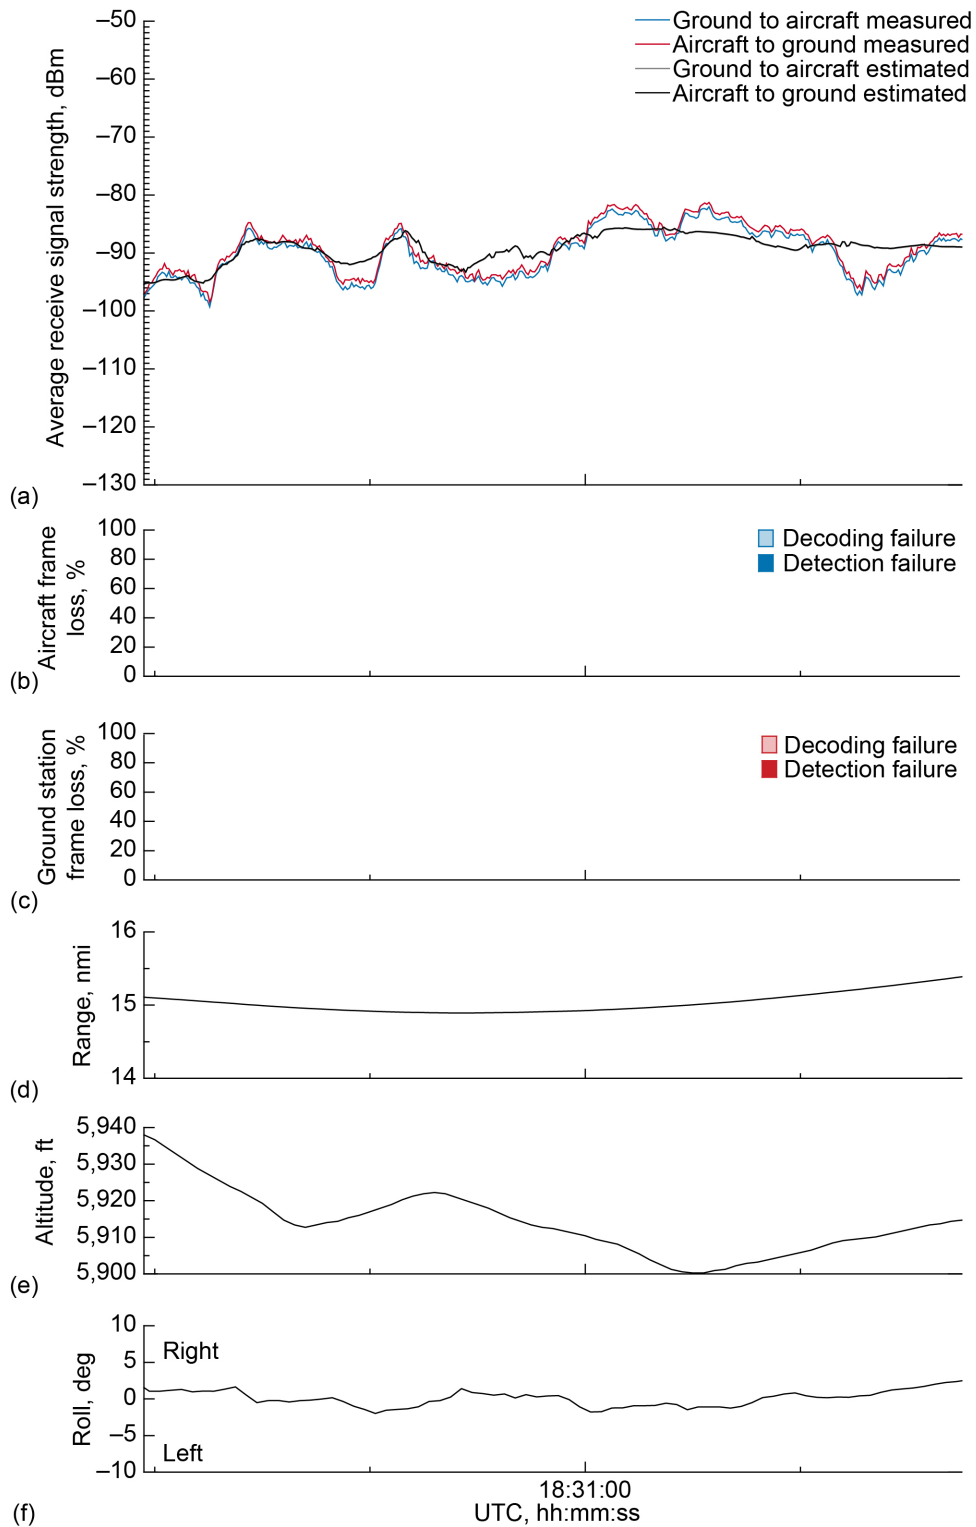 Ground to aircraft measured
Aircraft to ground measured
Ground to aircraft estimated
Aircraft to ground estimated
Average receive signal strength, dBm
–50
–60
–70
–80
–90
–100
–110
–120
–130
(a)
Aircraft frame
loss, %
100
80
60
40
20
0
Decoding failure
Detection failure
(b)
Ground station
frame loss, %
100
80
60
40
20
0
Decoding failure
Detection failure
(c)
Range, nmi
16
15
14
(d)
Altitude, ft
5,940
5,930
5,920
5,910
5,900
(e)
Roll, deg
10
5
0
–5
–10
Right
Left
18:31:00
UTC, hh:mm:ss
(f)